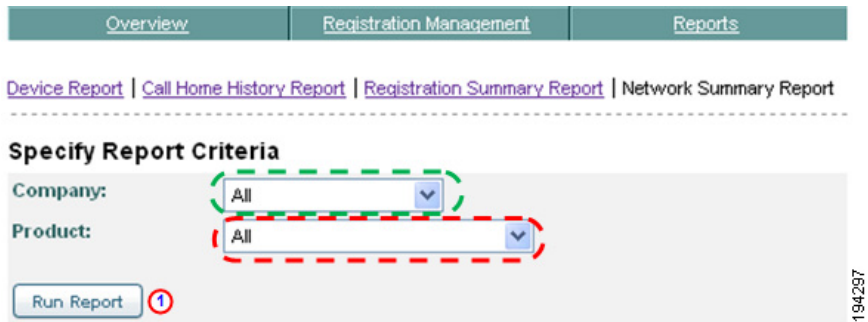 Overview Registration Management Reports
Device Report | Call Home History Report | Registration Summary Report | Network Summary Report
Specify Report Criteria
Company: All
Product: All
Run Report 1
194297